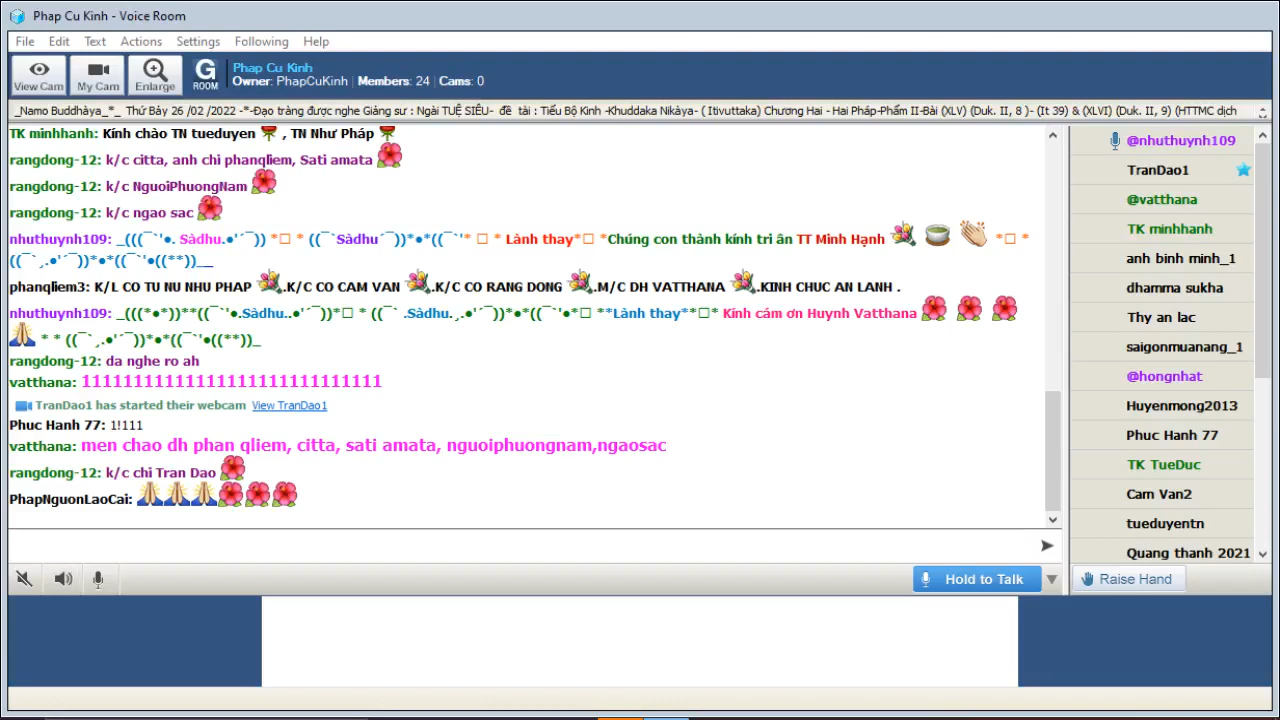 Phap Cu Kinh - Voice Room
File Edit Text Actions Settings Following Help
View Cam My Cam Enlarge G ROOM
Phap Cu Kinh
Owner: PhapCuKinh | Members: 24 | Cams: 0
_Namo Buddhàya_*_ Thứ Bảy 26 /02 /2022 -*-Đạo tràng được nghe Giảng sư : Ngài TUỆ SIÊU- đề tài : Tiểu Bộ Kinh -Khuddaka Nikàya- ( Itivuttaka) Chương Hai - Hai Pháp-Phẩm II-Bài (XLV) (Duk. II, 8 )- (It 39) & (XLVI) (Duk. II, 9) (HTTMC dịch
TK minhhanh: Kính chào TN tueduyen , TN Như Pháp
rangdong-12: k/c citta, anh chi phanqliem, Sati amata
rangdong-12: k/c NguoiPhuongNam
rangdong-12: k/c ngao sac
nhuthuynh109: _(((¯`'•. Sàdhu.•'´¯)) *□ * ((¯`Sàdhu´¯))*•*((¯`'* □ * Lành thay*□ *Chúng con thành kính tri ân TT Minh Hạnh *□ *
((¯`¸.•'´¯))*•*((¯`'•((**))__
phanqliem3: K/L CO TU NU NHU PHAP .K/C CO CAM VAN .K/C CO RANG DONG .M/C DH VATTHANA .KINH CHUC AN LANH .
nhuthuynh109: _(((*•*))**((¯`'•.Sàdhu..•'´¯))*□ * ((¯` .Sàdhu.¸.•'´¯))*•*((¯`'•*□ **Lành thay**□* Kính cám ơn Huynh Vatthana
* * ((¯`¸.•'´¯))*•*((¯`'•((**))_
rangdong-12: da nghe ro ah
vatthana: 11111111111111111111111111111
TranDao1 has started their webcam View TranDao1
Phuc Hanh 77: 1!111
vatthana: men chao dh phan qliem, citta, sati amata, nguoiphuongnam,ngaosac
rangdong-12: k/c chi Tran Dao
PhapNguonLaoCai:
Hold to Talk
@nhuthuynh109
TranDao1
@vatthana
TK minhhanh
anh binh minh_1
dhamma sukha
Thy an lac
saigonmuanang_1
@hongnhat
Huyenmong2013
Phuc Hanh 77
TK TueDuc
Cam Van2
tueduyentn
Quang thanh 2021
Raise Hand